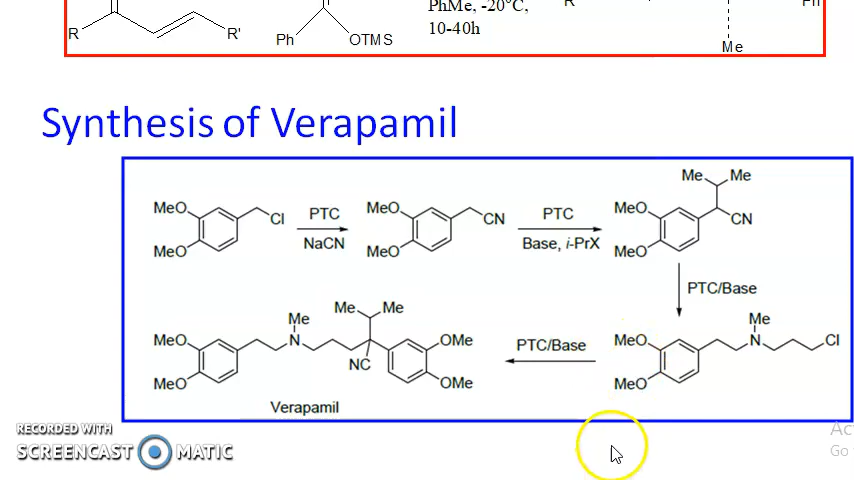 PhMe, -20°C,
10-40h
R
R'
Ph
OTMS
R
Ph
Me
Synthesis of Verapamil
MeO
MeO
Cl
PTC
NaCN
MeO
MeO
CN
PTC
Base, i-PrX
Me
Me
MeO
MeO
CN
PTC/Base
Me
MeO
MeO
N
Cl
PTC/Base
Me
Me
Me
MeO
MeO
N
NC
OMe
OMe
Verapamil
RECORDED WITH
SCREENCAST MATIC
Ac
Go